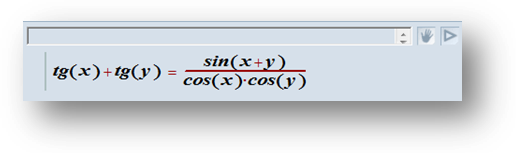 tg(x)+tg(y) = sin(x+y)/cos(x)·cos(y)